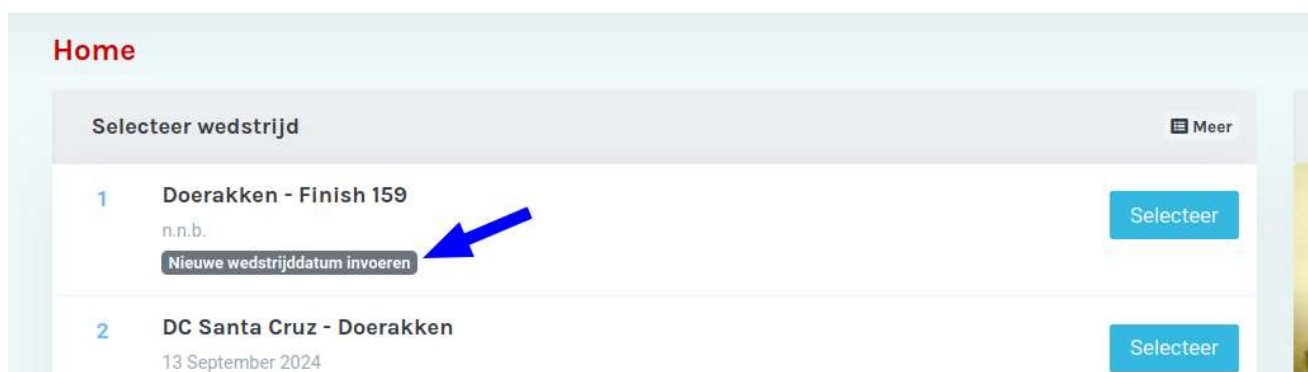 Home
Selecteer wedstrijd
Meer
1
Doerakken - Finish 159
Selecteer
n.n.b.
Nieuwe wedstrijddatum invoeren
2
DC Santa Cruz - Doerakken
Selecteer
13 September 2024